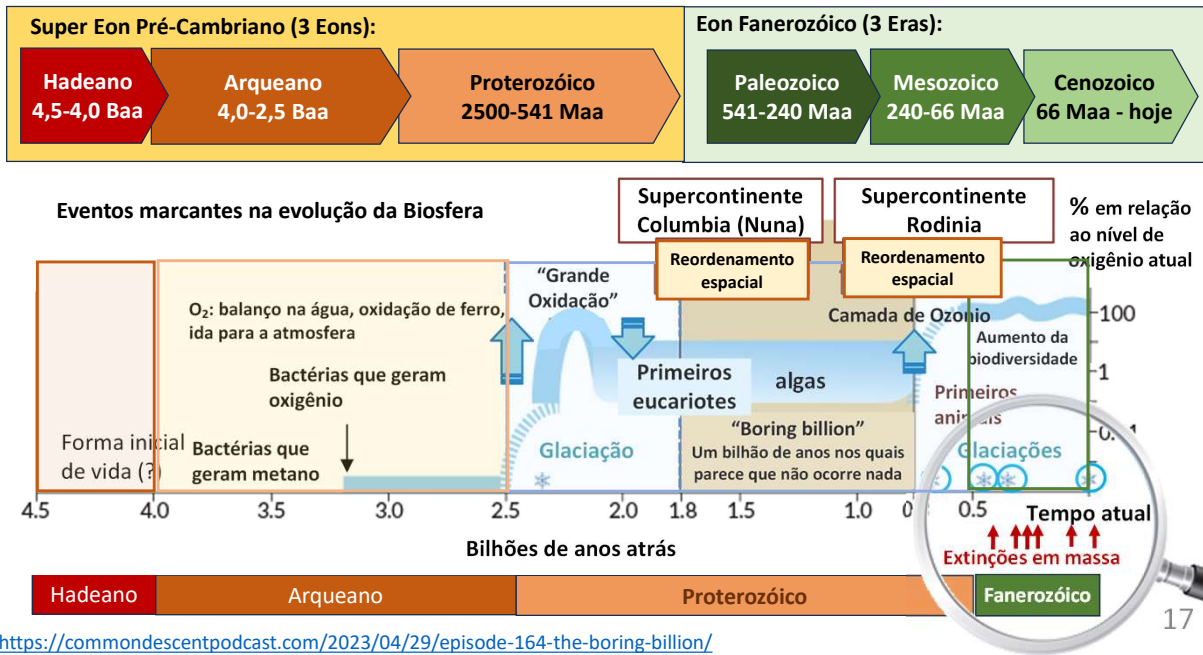 Super Eon Pré-Cambriano (3 Eons):
Hadeano
4,5-4,0 Baa
Arqueano
4,0-2,5 Baa
Proterozóico
2500-541 Maa
Eon Fanerozóico (3 Eras):
Paleozoico
541-240 Maa
Mesozoico
240-66 Maa
Cenozoico
66 Maa - hoje
Eventos marcantes na evolução da Biosfera
Supercontinente
Columbia (Nuna)
Reordenamento
espacial
Supercontinente
Rodinia
Reordenamento
espacial
% em relação
ao nível de
oxigênio atual
"Grande
Oxidação"
O₂: balanço na água, oxidação de ferro,
ida para a atmosfera
Camada de Ozonio
100
Aumento da
biodiversidade
1
Bactérias que geram
oxigênio
Primeiros
eucariotes
algas
Primeiros
animais
Forma inicial
de vida (?)
Bactérias que
geram metano
Glaciação
"Boring billion"
Um bilhão de anos nos quais
parece que não ocorre nada
Glaciações
4.5 4.0 3.5 3.0 2.5 2.0 1.8 1.5 1.0 0.5
Tempo atual
Bilhões de anos atrás
Extinções em massa
Hadeano
Arqueano
Proterozóico
Fanerozóico
17
https://commondescentpodcast.com/2023/04/29/episode-164-the-boring-billion/